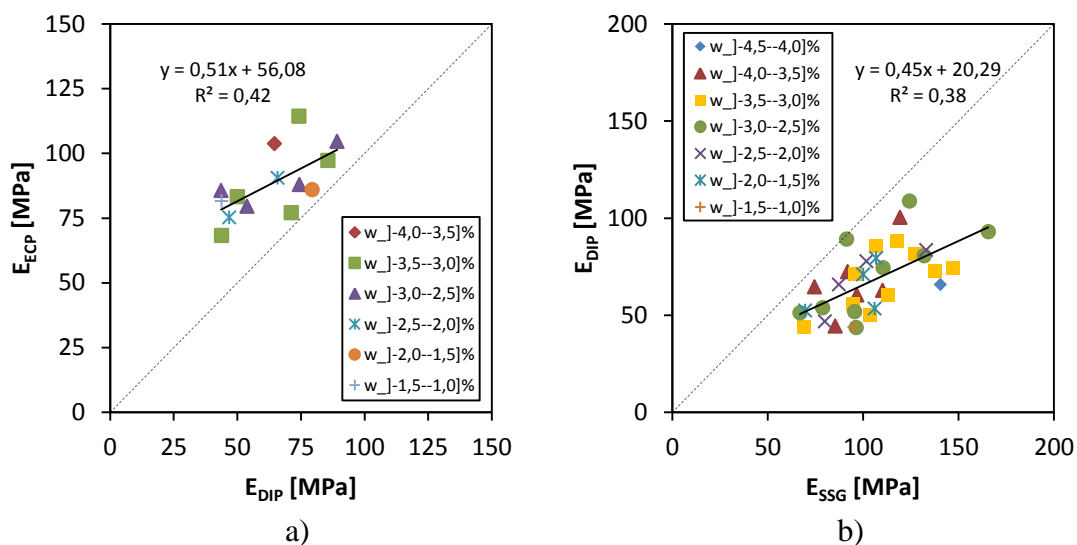 150
125
100
75
50
25
0
E_ECP [MPa]
y = 0,51x + 56,08
R² = 0,42
w_]-4,0--3,5]%
w_]-3,5--3,0]%
w_]-3,0--2,5]%
w_]-2,5--2,0]%
w_]-2,0--1,5]%
w_]-1,5--1,0]%
0 25 50 75 100 125 150
E_DIP [MPa]
a)
200
150
100
50
0
E_DIP [MPa]
w_]-4,5--4,0]%
w_]-4,0--3,5]%
w_]-3,5--3,0]%
w_]-3,0--2,5]%
w_]-2,5--2,0]%
w_]-2,0--1,5]%
w_]-1,5--1,0]%
y = 0,45x + 20,29
R² = 0,38
0 50 100 150 200
E_SSG [MPa]
b)